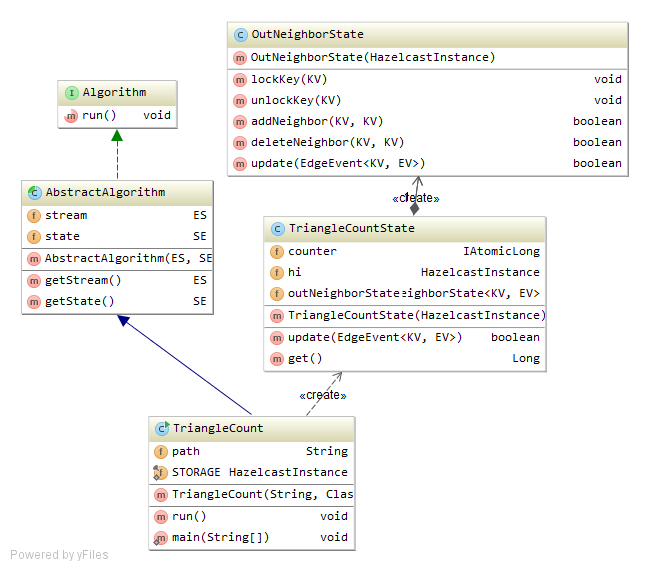 OutNeighborState
OutNeighborState(HazelcastInstance)
lockKey(KV) void
unlockKey(KV) void
addNeighbor(KV, KV) boolean
deleteNeighbor(KV, KV) boolean
update(EdgeEvent<KV, EV>) boolean
I Algorithm
m run() void
«create»
1
C AbstractAlgorithm
f stream ES
f state SE
m AbstractAlgorithm(ES, SE
m getStream() ES
m getState() SE
C TriangleCountState
f counter IAtomicLong
f hi HazelcastInstance
f outNeighborState eighborState<KV, EV>
m TriangleCountState(HazelcastInstance)
m update(EdgeEvent<KV, EV>) boolean
m get() Long
«create»
C TriangleCount
f path String
f STORAGE HazelcastInstance
m TriangleCount(String, Clas
m run() void
m main(String[]) void
Powered by yFiles